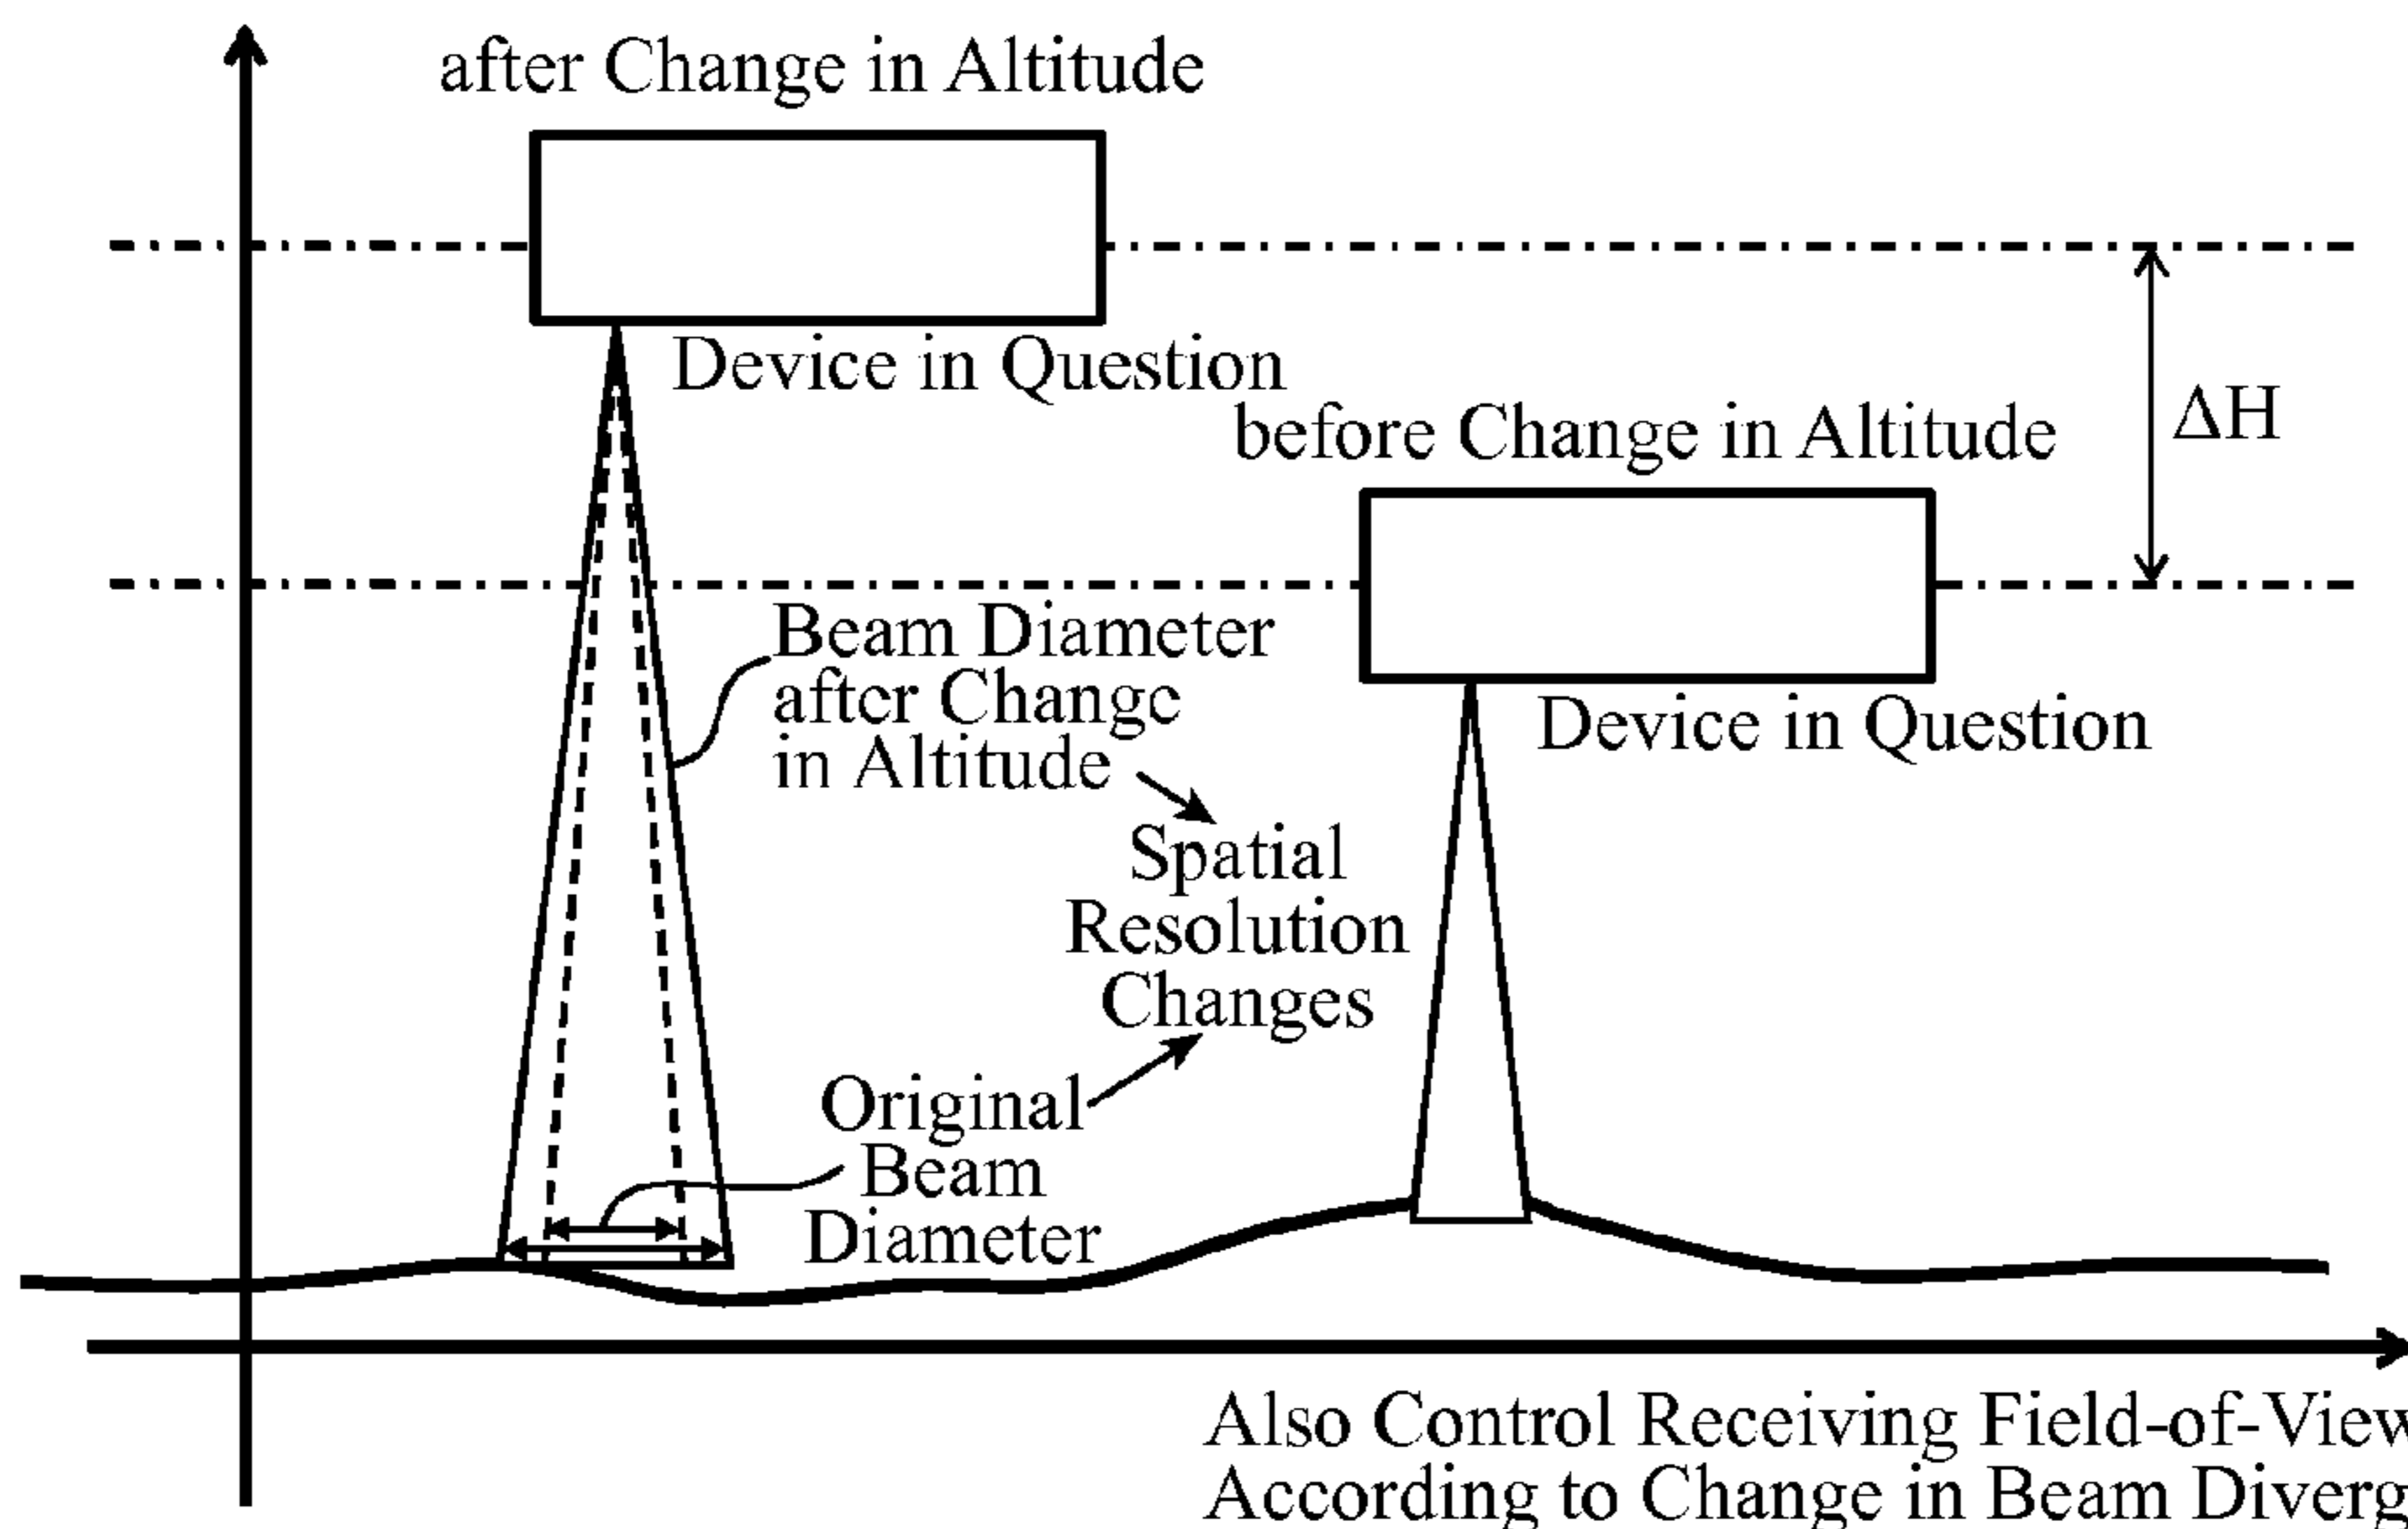 after Change in Altitude
Device in Question
before Change in Altitude
ΔH
Beam Diameter
after Change
in Altitude
Device in Question
Spatial
Resolution
Changes
Original
Beam
Diameter
Also Control Receiving Field-of-View
According to Change in Beam Diverg